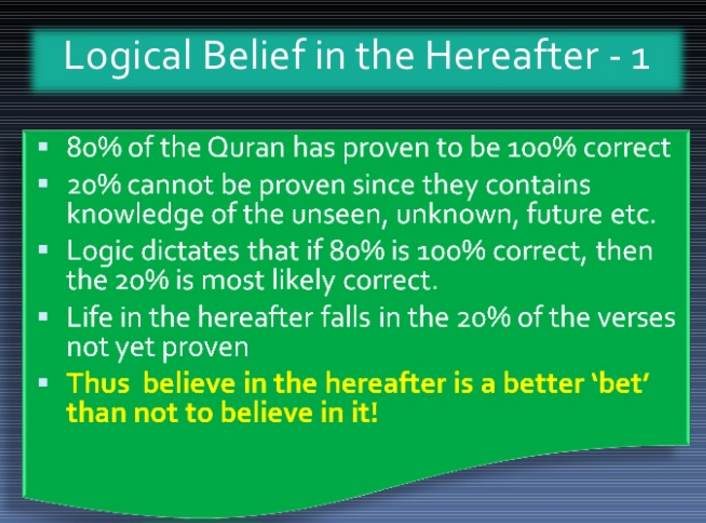 Logical Belief in the Hereafter - 1
▪ 80% of the Quran has proven to be 100% correct
▪ 20% cannot be proven since they contains
knowledge of the unseen, unknown, future etc.
▪ Logic dictates that if 80% is 100% correct, then
the 20% is most likely correct.
▪ Life in the hereafter falls in the 20% of the verses
not yet proven
▪ Thus believe in the hereafter is a better ‘bet’
than not to believe in it!